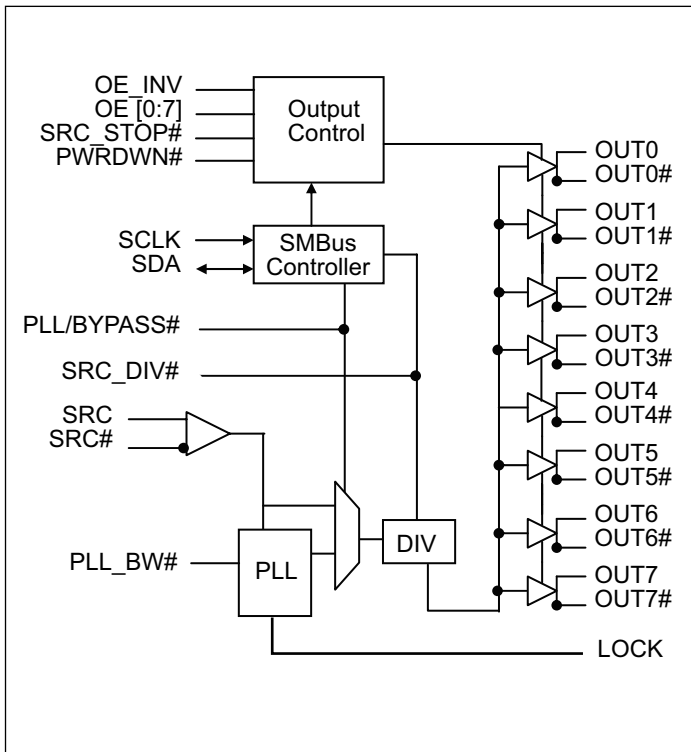 OE_INV
OE [0:7]
SRC_STOP#
PWRDWN#
Output
Control
SCLK
SDA
SMBus
Controller
PLL/BYPASS#
SRC_DIV#
SRC
SRC#
PLL_BW#
PLL
DIV
OUT0
OUT0#
OUT1
OUT1#
OUT2
OUT2#
OUT3
OUT3#
OUT4
OUT4#
OUT5
OUT5#
OUT6
OUT6#
OUT7
OUT7#
LOCK